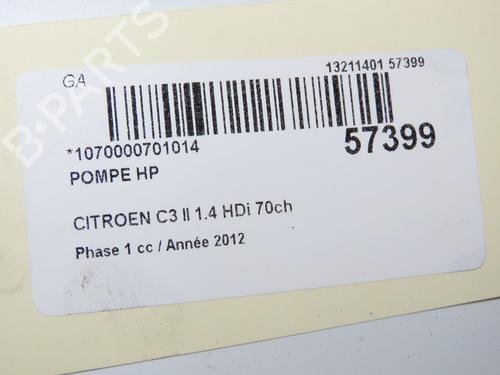 GA
13211401 57399
*1070000701014
57399
POMPE HP
CITROEN C3 II 1.4 HDi 70ch
Phase 1 cc / Année 2012
B-PARTS